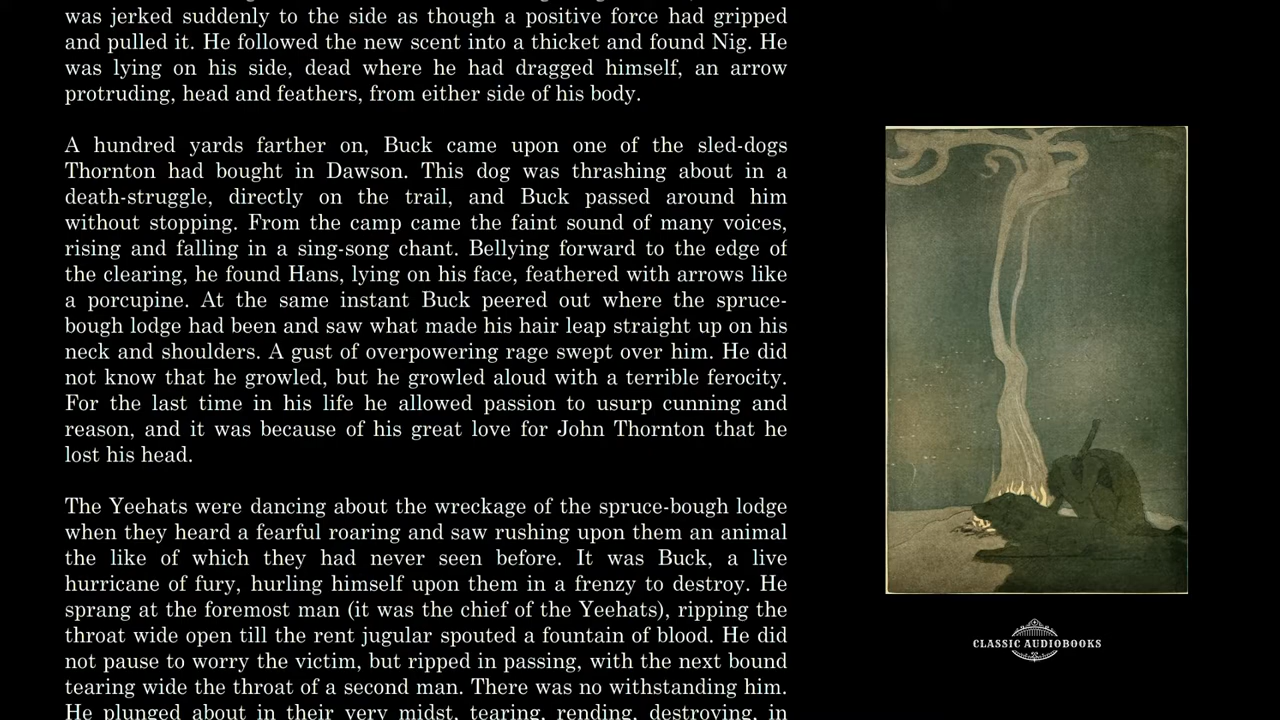 was jerked suddenly to the side as though a positive force had gripped
and pulled it. He followed the new scent into a thicket and found Nig. He
was lying on his side, dead where he had dragged himself, an arrow
protruding, head and feathers, from either side of his body.
A hundred yards farther on, Buck came upon one of the sled-dogs
Thornton had bought in Dawson. This dog was thrashing about in a
death-struggle, directly on the trail, and Buck passed around him
without stopping. From the camp came the faint sound of many voices,
rising and falling in a sing-song chant. Bellying forward to the edge of
the clearing, he found Hans, lying on his face, feathered with arrows like
a porcupine. At the same instant Buck peered out where the spruce-
bough lodge had been and saw what made his hair leap straight up on his
neck and shoulders. A gust of overpowering rage swept over him. He did
not know that he growled, but he growled aloud with a terrible ferocity.
For the last time in his life he allowed passion to usurp cunning and
reason, and it was because of his great love for John Thornton that he
lost his head.
The Yeehats were dancing about the wreckage of the spruce-bough lodge
when they heard a fearful roaring and saw rushing upon them an animal
the like of which they had never seen before. It was Buck, a live
hurricane of fury, hurling himself upon them in a frenzy to destroy. He
sprang at the foremost man (it was the chief of the Yeehats), ripping the
throat wide open till the rent jugular spouted a fountain of blood. He did
not pause to worry the victim, but ripped in passing, with the next bound
tearing wide the throat of a second man. There was no withstanding him.
He plunged about in their very midst, tearing, rending, destroying, in
CLASSIC AUDIOBOOKS